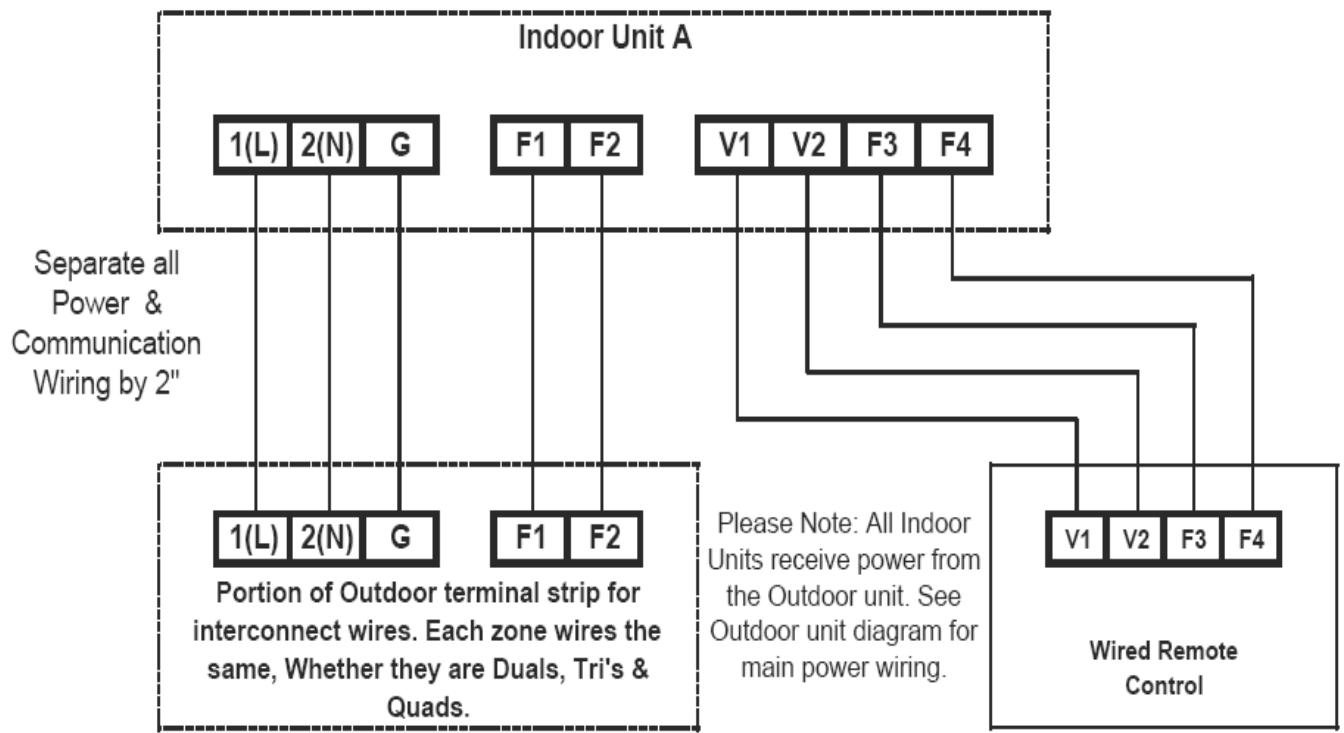 Indoor Unit A
1(L) 2(N) G F1 F2 V1 V2 F3 F4
Separate all
Power &
Communication
Wiring by 2"
1(L) 2(N) G F1 F2
Portion of Outdoor terminal strip for
interconnect wires. Each zone wires the
same, Whether they are Duals, Tri's &
Quads.
Please Note: All Indoor
Units receive power from
the Outdoor unit. See
Outdoor unit diagram for
main power wiring.
V1 V2 F3 F4
Wired Remote
Control